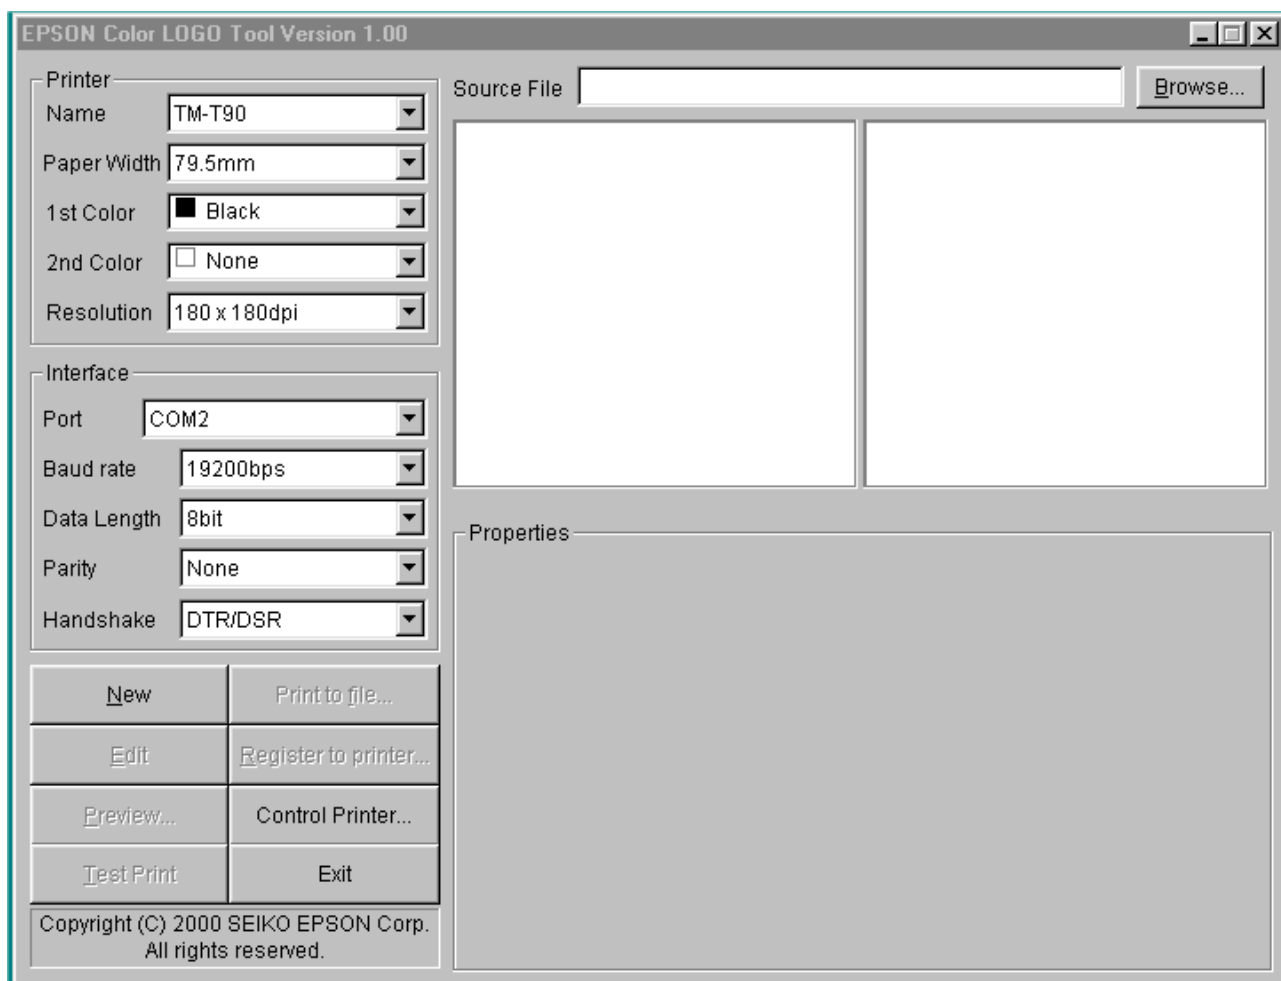 EPSON Color LOGO Tool Version 1.00
Printer
Name TM-T90
Paper Width 79.5mm
1st Color Black
2nd Color None
Resolution 180 x 180dpi
Interface
Port COM2
Baud rate 19200bps
Data Length 8bit
Parity None
Handshake DTR/DSR
New Print to file...
Edit Register to printer...
Preview... Control Printer...
Test Print Exit
Copyright (C) 2000 SEIKO EPSON Corp.
All rights reserved.
Source File Browse...
Properties